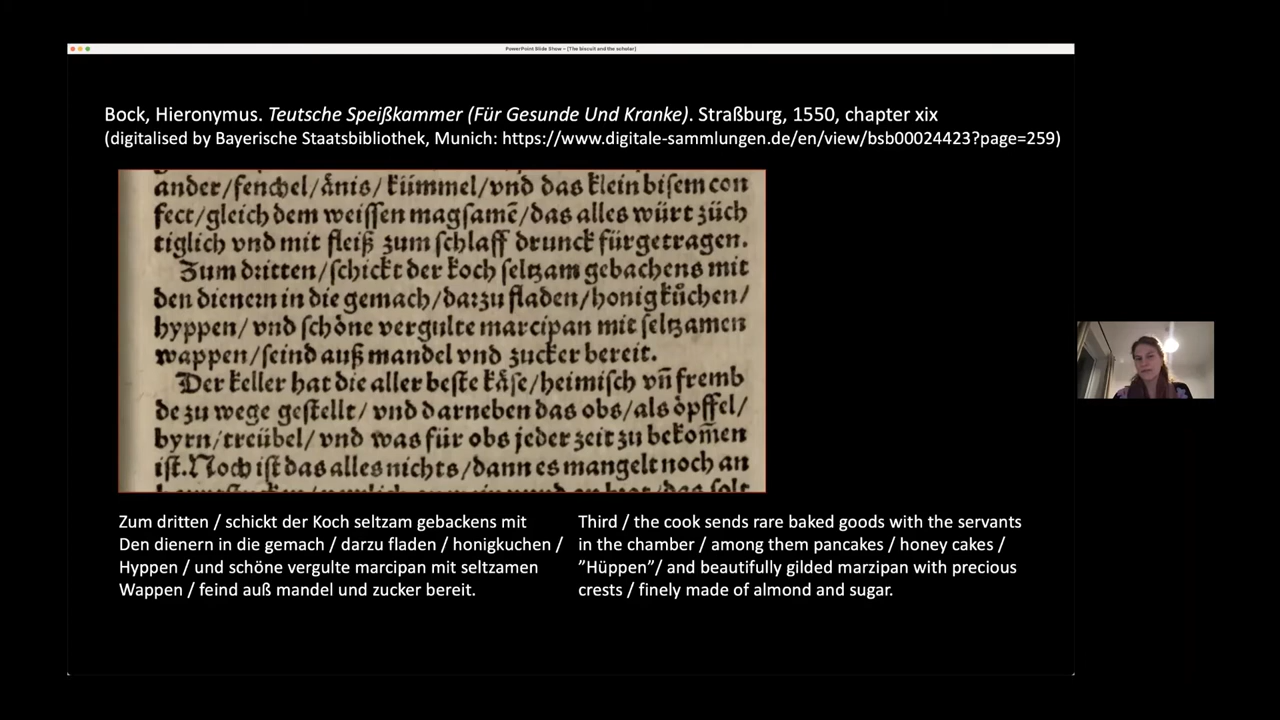 PowerPoint Slide Show – [The biscuit and the scholar]
Bock, Hieronymus. Teutsche Speißkammer (Für Gesunde Und Kranke). Straßburg, 1550, chapter xix
(digitalised by Bayerische Staatsbibliothek, Munich: https://www.digitale-sammlungen.de/en/view/bsb00024423?page=259)
ander/fenchel/änis/ kümmel/vnd das klein bisem con
fect/gleich dem weissen magsamē/das alles würt züch
tiglich vnd mit fleiß zum schlaff drunck fürgetragen.
Zum dritten/schickt der koch seltzam gebachens mit
den dienern in die gemach/darzu fladen/honigkůchen/
hyppen/ vnd schöne vergulte marcipan mit seltzamen
wappen/seind auß mandel vnd zucker bereit.
Der keller hat die aller beste käse/heimisch vñ fremb
de zu wege gestellt/ vnd darneben das obs/als öpffel/
byrn/treübel/ vnd was für obs jeder zeit zu bekom̄en
ist. Noch ist das alles nichts/dann es mangelt noch an
Zum dritten / schickt der Koch seltzam gebackens mit
Den dienern in die gemach / darzu fladen / honigkuchen /
Hyppen / und schöne vergulte marcipan mit seltzamen
Wappen / feind auß mandel und zucker bereit.
Third / the cook sends rare baked goods with the servants
in the chamber / among them pancakes / honey cakes /
”Hüppen”/ and beautifully gilded marzipan with precious
crests / finely made of almond and sugar.